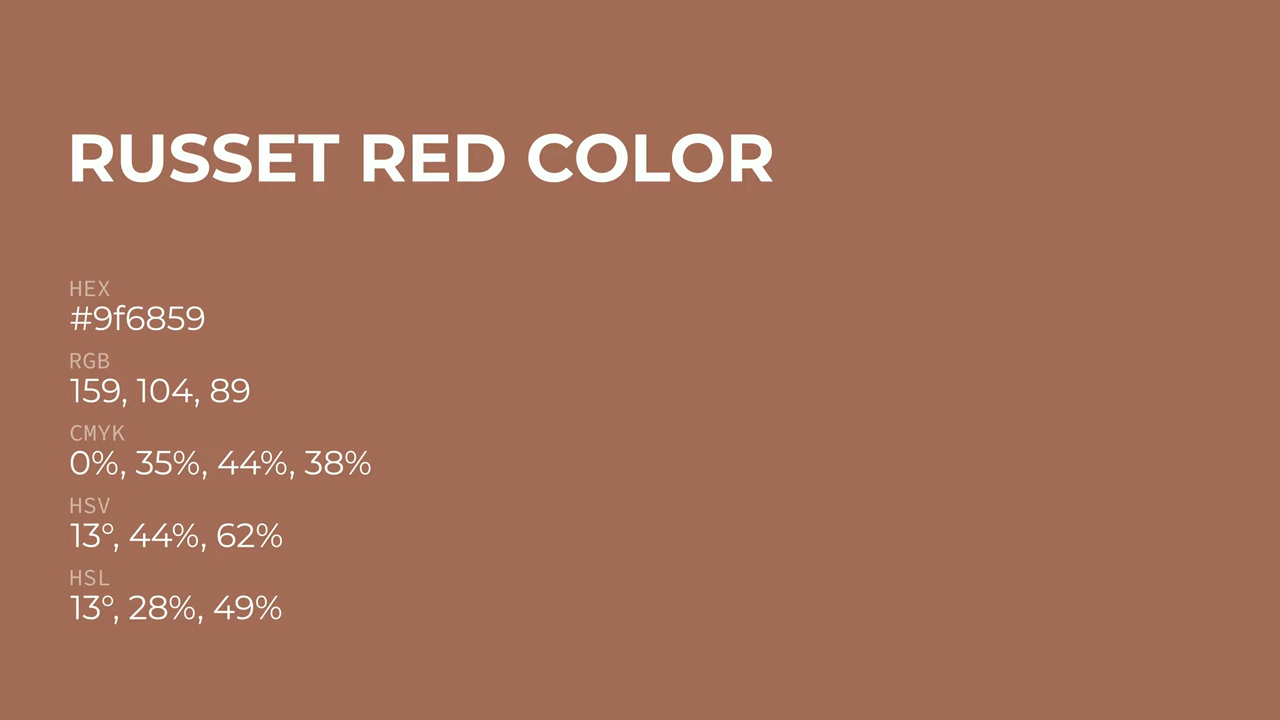 RUSSET RED COLOR
HEX
#9f6859
RGB
159, 104, 89
CMYK
0%, 35%, 44%, 38%
HSV
13°, 44%, 62%
HSL
13°, 28%, 49%